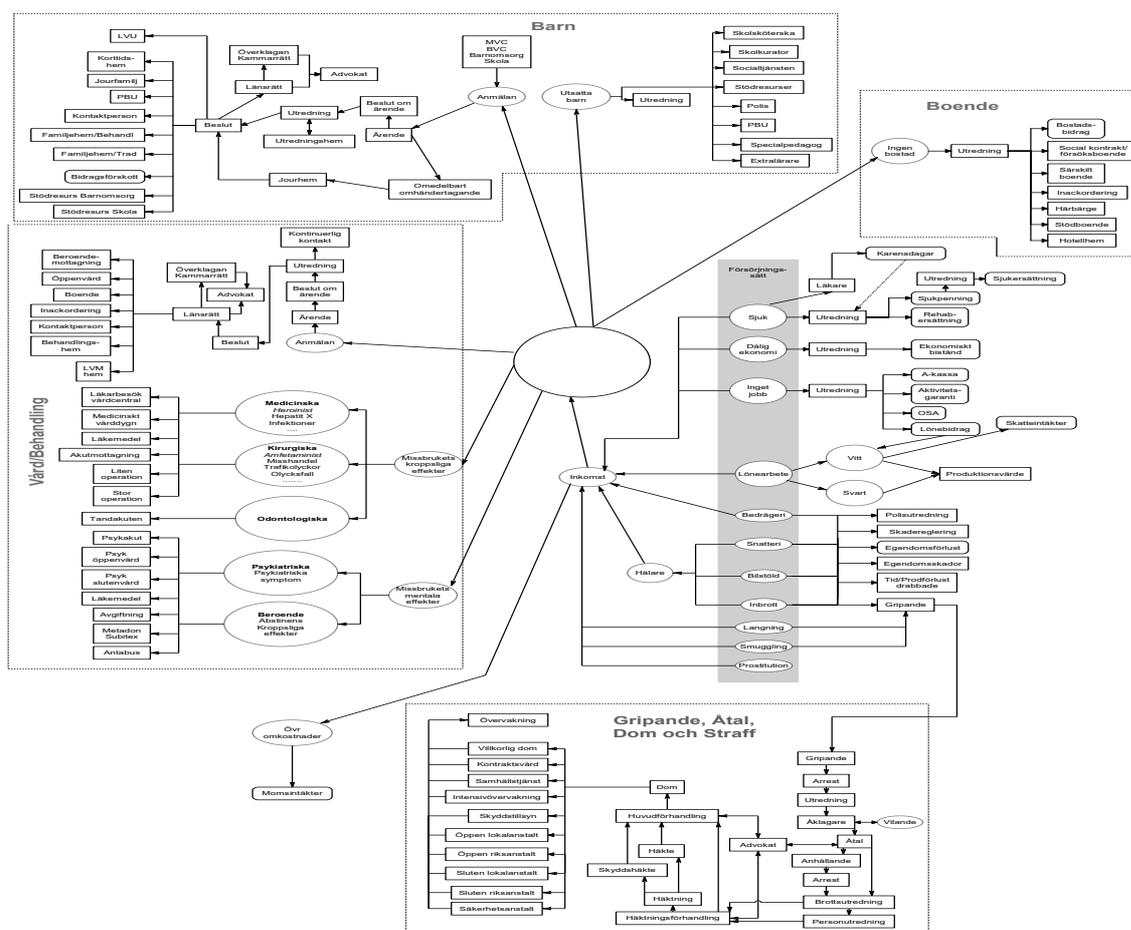 Barn
LVU
Korttids-
hem
Jourfamilj
PBU
Kontaktperson
Familjehem/Behandl
Familjehem/Trad
Bidragsförskott
Stödresurs Barnomsorg
Stödresurs Skola
Beslut
Överklagan
Kammarrätt
Länsrätt
Advokat
Utredning
Utredningshem
Beslut om
ärende
Ärende
Jourhem
Omedelbart
omhändertagande
MVC
BVC
Barnomsorg
Skola
Anmälan
Utsatta
barn
Utredning
Skolsköterska
Skolkurator
Socialtjänsten
Stödresurser
Polis
PBU
Specialpedagog
Extralärare
Boende
Ingen
bostad
Utredning
Bostads-
bidrag
Social kontrakt/
försöksboende
Särskilt
boende
Inackordering
Härbärge
Stödboende
Hotellhem
Vård/Behandling
Beroende-
mottagning
Öppenvård
Boende
Inackordering
Kontaktperson
Behandlings-
hem
LVM
hem
Överklagan
Kammarrätt
Advokat
Länsrätt
Beslut
Kontinuerlig
kontakt
Utredning
Beslut om
ärende
Ärende
Anmälan
Läkarbesök
vårdcentral
Medicinskt
vårddygn
Läkemedel
Akutmottagning
Liten
operation
Stor
operation
Tandakuten
Psykakut
Psyk
öppenvård
Psyk
slutenvård
Läkemedel
Avgiftning
Metadon
Subitex
Antabus
Medicinska
Heroinist
Hepatit X
Infektioner
....
Kirurgiska
Amfetaminist
Misshandel
Trafikolyckor
Olycksfall
.......
Odontologiska
Psykiatriska
Psykiatriska
symptom
Beroende
Abstinens
Kroppsliga
effekter
Missbrukets
kroppsliga
effekter
Missbrukets
mentala
effekter
Försörjnings-
sätt
Sjuk
Läkare
Karensdagar
Utredning
Utredning
Sjukersättning
Sjukpenning
Rehab-
ersättning
Dålig
ekonomi
Utredning
Ekonomiskt
bistånd
Inget
jobb
Utredning
A-kassa
Aktivitets-
garanti
OSA
Lönebidrag
Skatteintäkter
Inkomst
Lönearbete
Vitt
Svart
Produktionsvärde
Bedrägeri
Snatteri
Hälare
Bilstöld
Inbrott
Langning
Smuggling
Prostitution
Polisutredning
Skadereglering
Egendomsförlust
Egendomsskador
Tid/Prodförlust
drabbade
Gripande
Övr
omkostnader
Momsintäkter
Gripande, Åtal,
Dom och Straff
Övervakning
Villkorlig dom
Kontraktsvård
Samhällstjänst
Intensivövervakning
Skyddstillsyn
Öppen lokalanstalt
Öppen riksanstalt
Sluten lokalanstalt
Sluten riksanstalt
Säkerhetsanstalt
Dom
Huvudförhandling
Häkte
Skyddshäkte
Häktning
Häktningsförhandling
Advokat
Gripande
Arrest
Utredning
Åklagare
Vilande
Åtal
Anhållande
Arrest
Brottsutredning
Personutredning